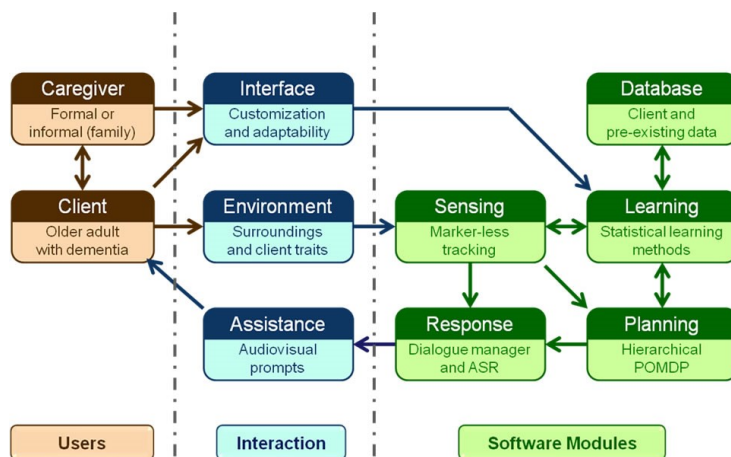 Caregiver
Formal or
informal (family)
Interface
Customization
and adaptability
Database
Client and
pre-existing data
Client
Older adult
with dementia
Environment
Surroundings
and client traits
Sensing
Marker-less
tracking
Learning
Statistical learning
methods
Assistance
Audiovisual
prompts
Response
Dialogue manager
and ASR
Planning
Hierarchical
POMDP
Users
Interaction
Software Modules